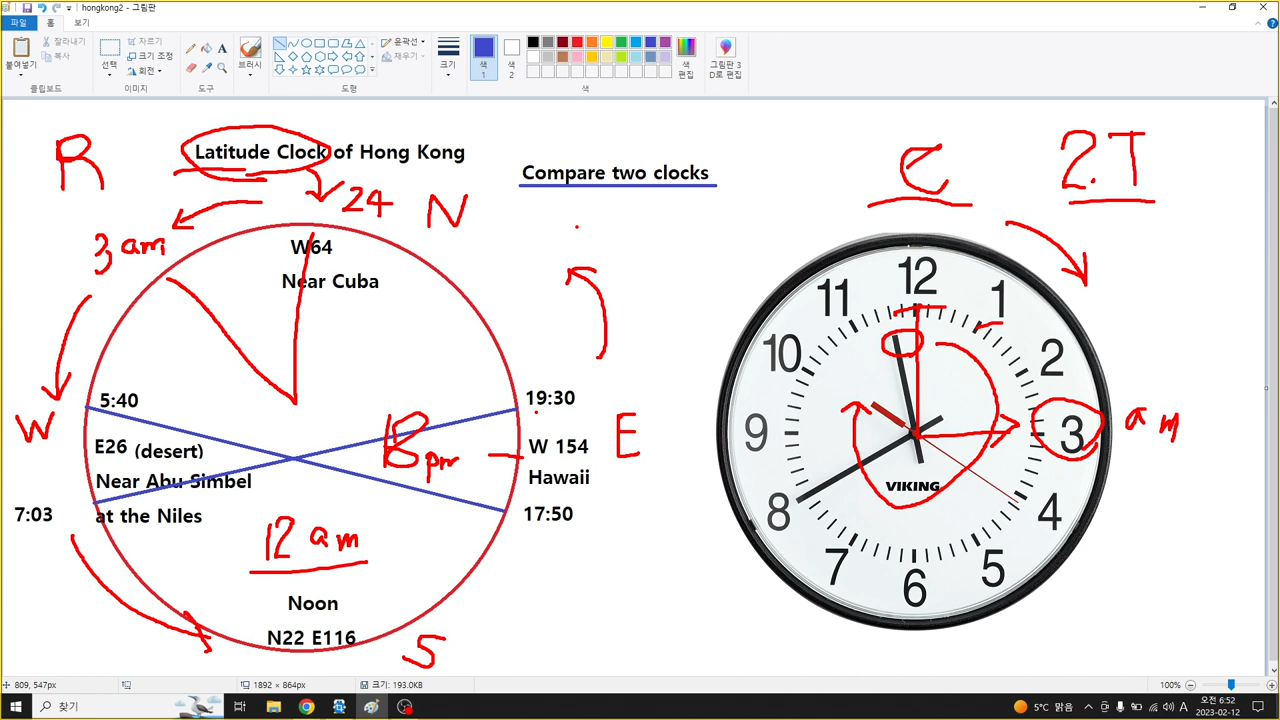 hongkong2 - 그림판
파일
홈
보기
붙여넣기
잘라내기
복사
클립보드
선택
자르기
크기 조정
회전
이미지
A
도구
브러시
윤곽선
채우기
도형
크기
색
1
색
2
색
편집
그림판 3
D로 편집
색
R
Latitude Clock of Hong Kong
Compare two clocks
24
N
2.T
3 am
W64
Near Cuba
W
5:40
E26 (desert)
Near Abu Simbel
7:03
at the Niles
18 pm
19:30
W 154
Hawaii
17:50
E
12 am
Noon
N22 E116
S
12
1
2
3
4
5
6
7
8
9
10
11
VIKING
am
809, 547px
1892 × 864px
크기: 193.0KB
100%
찾기
5°C 맑음
A
오전 6:52
2023-02-12